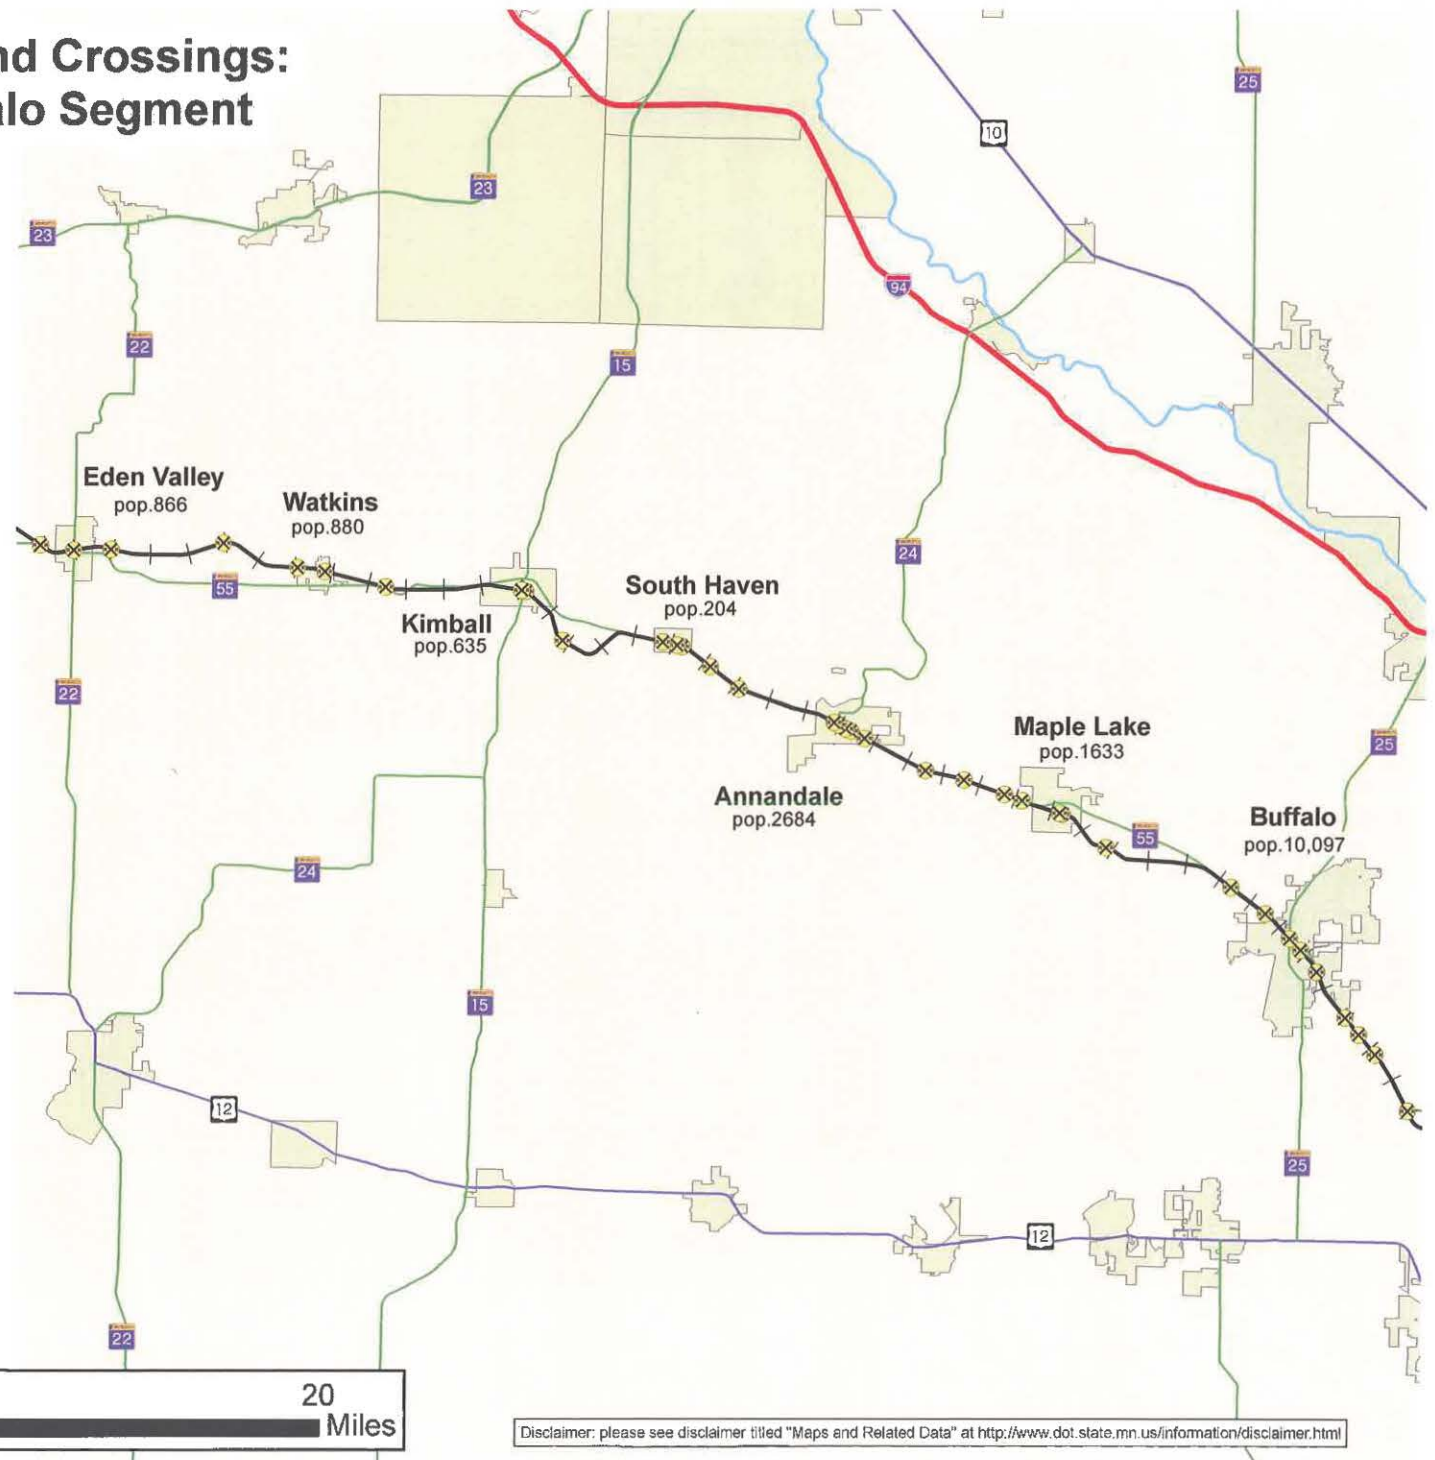 nd Crossings:
alo Segment
25
10
23
23
94
22
15
Eden Valley
pop.866
Watkins
pop.880
24
55
South Haven
pop.204
Kimball
pop.635
22
Maple Lake
pop.1633
25
Annandale
pop.2684
Buffalo
pop.10,097
55
24
15
12
25
12
22
20
Miles
Disclaimer: please see disclaimer titled "Maps and Related Data" at http://www.dot.state.mn.us/information/disclaimer.html